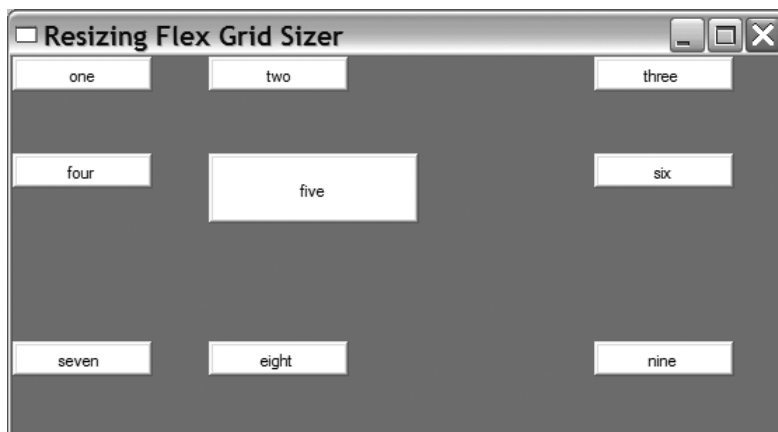 Resizing Flex Grid Sizer
one two three
four five six
seven eight nine